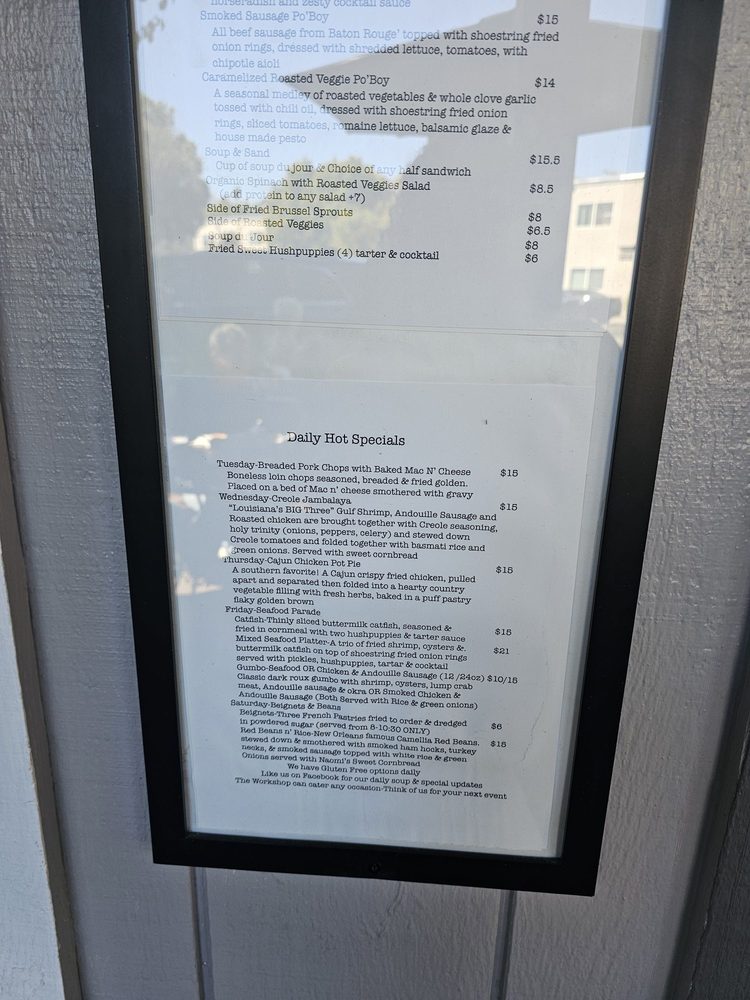 horseradish and zesty cocktail sauce
Smoked Sausage Po'Boy $15
All beef sausage from Baton Rouge' topped with shoestring fried
onion rings, dressed with shredded lettuce, tomatoes, with
chipotle aioli
Caramelized Roasted Veggie Po'Boy $14
A seasonal medley of roasted vegetables & whole clove garlic
tossed with chili oil, dressed with shoestring fried onion
rings, sliced tomatoes, romaine lettuce, balsamic glaze &
house made pesto
Soup & Sand $15.5
Cup of soup du jour & Choice of any half sandwich
Organic Spinach with Roasted Veggies Salad $8.5
(add protein to any salad +7)
Side of Fried Brussel Sprouts $8
Side of Roasted Veggies $6.5
Soup du Jour $8
Fried Sweet Hushpuppies (4) tarter & cocktail $6
Daily Hot Specials
Tuesday-Breaded Pork Chops with Baked Mac N' Cheese $15
Boneless loin chops seasoned, breaded & fried golden.
Placed on a bed of Mac n' cheese smothered with gravy
Wednesday-Creole Jambalaya $15
"Louisiana's BIG Three" Gulf Shrimp, Andouille Sausage and
Roasted chicken are brought together with Creole seasoning,
holy trinity (onions, peppers, celery) and stewed down
Creole tomatoes and folded together with basmati rice and
green onions. Served with sweet cornbread
Thursday-Cajun Chicken Pot Pie $15
A southern favorite! A Cajun crispy fried chicken, pulled
apart and separated then folded into a hearty country
vegetable filling with fresh herbs, baked in a puff pastry
flaky golden brown
Friday-Seafood Parade
Catfish-Thinly sliced buttermilk catfish, seasoned & $15
fried in cornmeal with two hushpuppies & tarter sauce
Mixed Seafood Platter-A trio of fried shrimp, oysters &. $21
buttermilk catfish on top of shoestring fried onion rings
served with pickles, hushpuppies, tartar & cocktail
Gumbo-Seafood OR Chicken & Andouille Sausage (12 /24oz) $10/15
Classic dark roux gumbo with shrimp, oysters, lump crab
meat, Andouille sausage & okra OR Smoked Chicken &
Andouille Sausage (Both Served with Rice & green onions)
Saturday-Beignets & Beans
Beignets-Three French Pastries fried to order & dredged $6
in powdered sugar (served from 8-10:30 ONLY)
Red Beans n' Rice-New Orleans famous Camellia Red Beans. $15
stewed down & smothered with smoked ham hocks, turkey
necks, & smoked sausage topped with white rice & green
Onions served with Naomi's Sweet Cornbread
We have Gluten Free options daily
Like us on Facebook for our daily soup & special updates
The Workshop can cater any occasion-Think of us for your next event